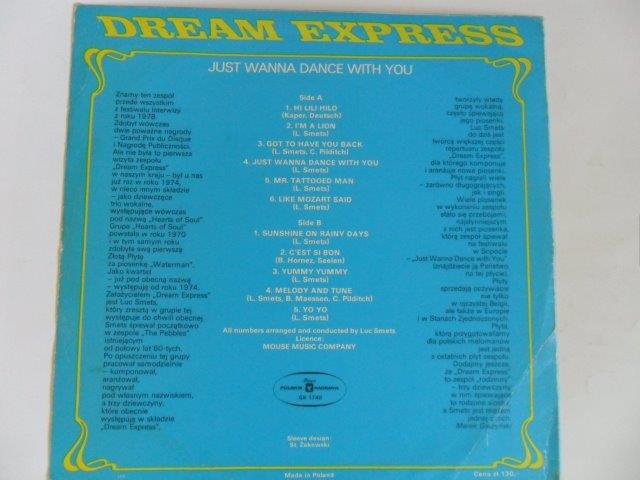 DREAM EXPRESS
JUST WANNA DANCE WITH YOU
Znamy ten zespół
przede wszystkim
z festiwalu Interwizji
z roku 1978.
Zdobył wówczas
dwie poważne nagrody
– Grand Prix du Disque
i Nagrodę Publiczności.
Ale nie była to pierwsza
wizyta zespołu
„Dream Express"
w naszym kraju – był u nas
już raz w roku 1974,
w nieco innym składzie
– jako dziewczęce
trio wokalne,
występujące wówczas
pod nazwą „Hearts of Soul".
Grupa „Hearts of Soul"
powstała w roku 1970
i w tym samym roku
zdobyła swą pierwszą
Złotą Płytę
za piosenkę „Waterman".
Jako kwartet
– już pod obecną nazwą
– występują od roku 1974.
Założycielem „Dream Express"
jest Luc Smets,
który zresztą w grupie tej
występuje do chwili obecnej.
Smets śpiewał początkowo
w zespole „The Pebbles"
istniejącym
od połowy lat 60-tych.
Po opuszczeniu tej grupy
pracował samodzielnie
– komponował,
aranżował,
nagrywał
pod własnym nazwiskiem,
a trzy dziewczyny,
które obecnie
występują w składzie
„Dream Express",
Side A
1. HI LILI HILO
(Kaper, Deutsch)
2. I'M A LION
(L. Smets)
3. GOT TO HAVE YOU BACK
(L. Smets, C. Pilditch)
4. JUST WANNA DANCE WITH YOU
(L. Smets)
5. MR. TATTOOED MAN
(L. Smets)
6. LIKE MOZART SAID
(L. Smets)
Side B
1. SUNSHINE ON RAINY DAYS
(L. Smets)
2. C'EST SI BON
(B. Hornez, Seelen)
3. YUMMY YUMMY
(L. Smets)
4. MELODY AND TUNE
(L. Smets, B. Maessen, C. Pilditch)
5. YO YO
(L. Smets)
All numbers arranged and conducted by Luc Smets
Licence:
MOUSE MUSIC COMPANY
POLSKIE NAGRANIA
Sleeve design:
St. Żakowski
Made in Poland
tworzyły wtedy
grupę wokalną,
często śpiewającą
jego piosenki.
Luc Smets
do dziś jest
twórcą większej części
repertuaru zespołu
„Dream Express",
dla którego komponuje
i aranżuje nowe piosenki.
Płyt nagrali wiele
– zarówno długogrających,
jak i singli.
Wiele piosenek
w wykonaniu zespołu
stało się przebojami,
najsłynniejszym
z nich jest piosenka,
którą zespół śpiewał
na festiwalu
w Sopocie
– „Just Wanna Dance with You"
(znajdziecie ją Państwo
na tej płycie).
Płyty
sprzedają oczywiście
nie tylko
w ojczystej Belgii,
ale także w Europie
i w Stanach Zjednoczonych.
Płyta,
którą przygotowaliśmy
dla polskich melomanów
jest jedną
z ostatnich płyt zespołu.
Dodajmy jeszcze,
że „Dream Express"
to zespół „rodzinny"
– trzy dziewczyny
w nim śpiewające
to rodzone siostry,
a Smets jest mężem
jednej z nich.
Marek Gaszyński
Cena zł 130,-